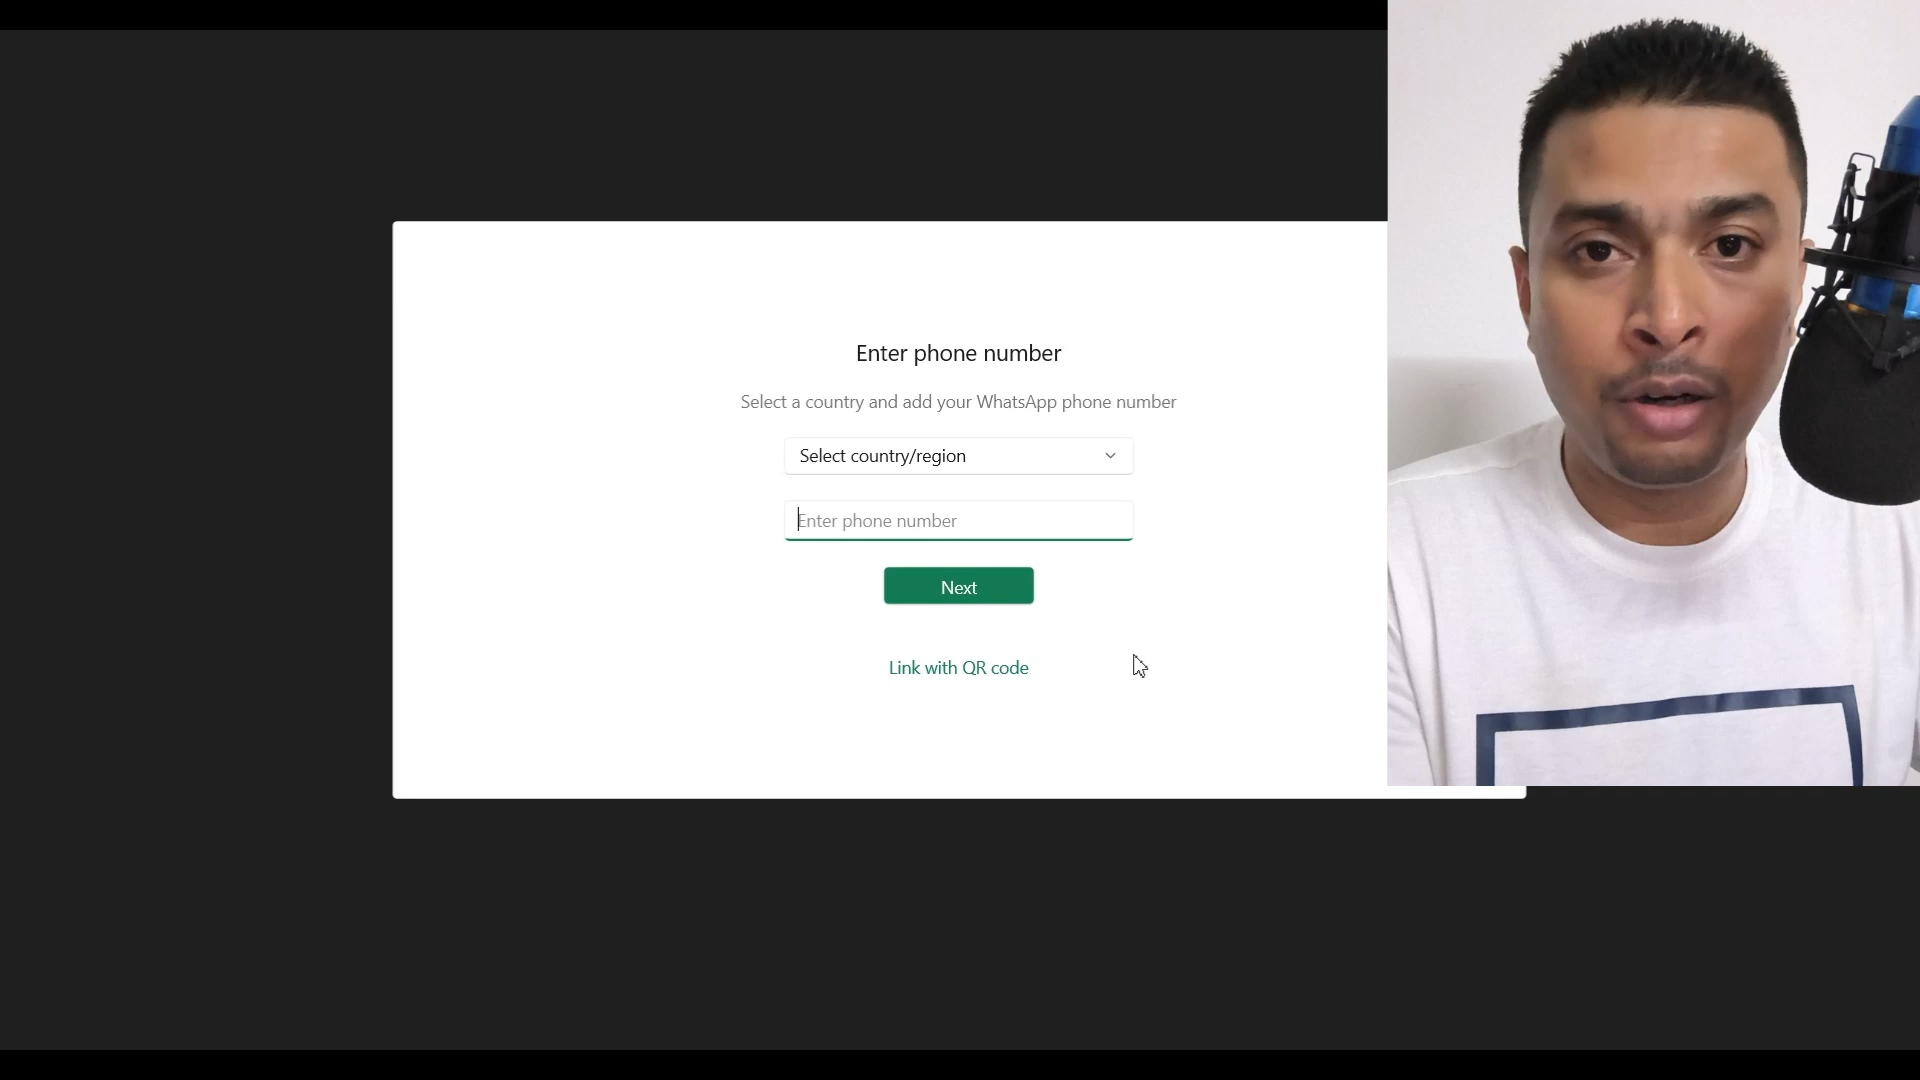 Enter phone number
Select a country and add your WhatsApp phone number
Select country/region
Enter phone number
Next
Link with QR code